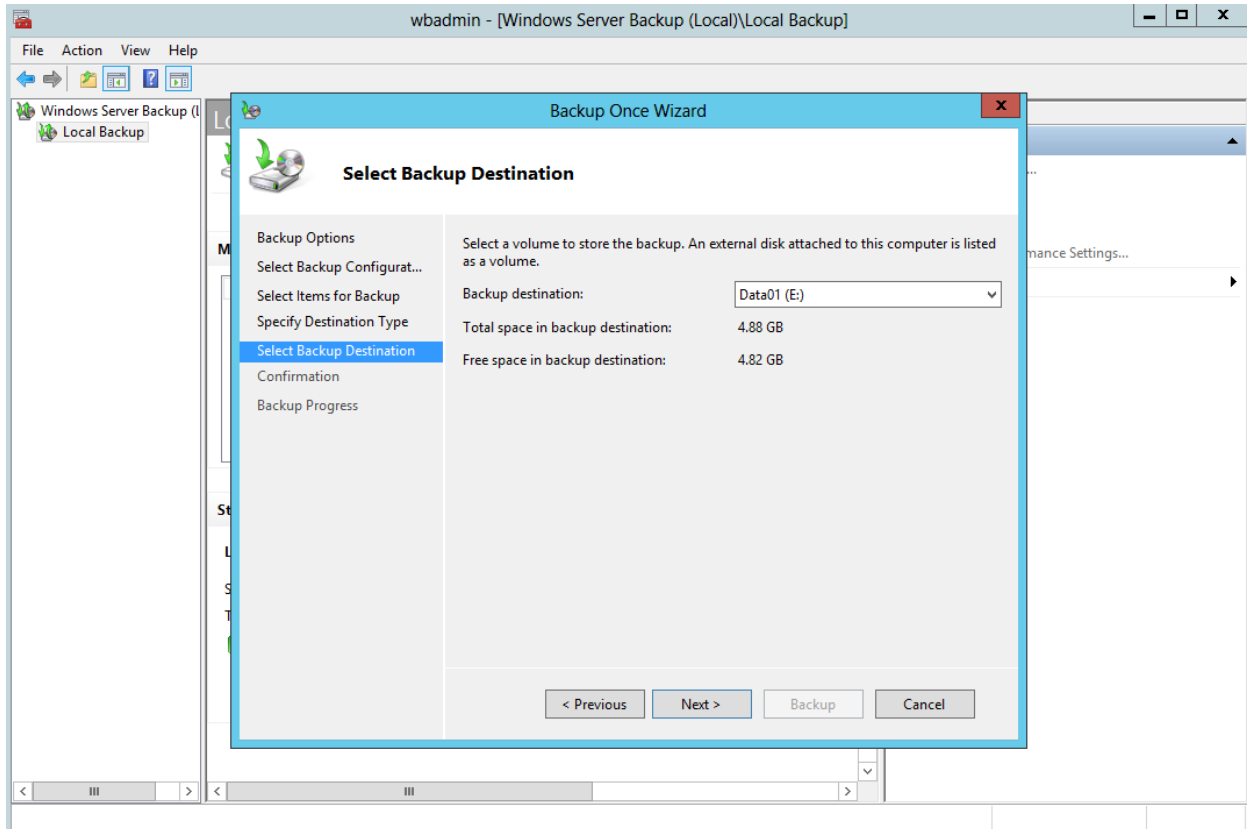 wbadmin - [Windows Server Backup (Local)\Local Backup]
File Action View Help
Windows Server Backup (L
Local Backup
Backup Once Wizard
Select Backup Destination
Backup Options
Select Backup Configurat...
Select Items for Backup
Specify Destination Type
Select Backup Destination
Confirmation
Backup Progress
Select a volume to store the backup. An external disk attached to this computer is listed
as a volume.
Backup destination:
Data01 (E:)
Total space in backup destination:
4.88 GB
Free space in backup destination:
4.82 GB
< Previous
Next >
Backup
Cancel
Lo
M
St
L
S
T
...
mance Settings...